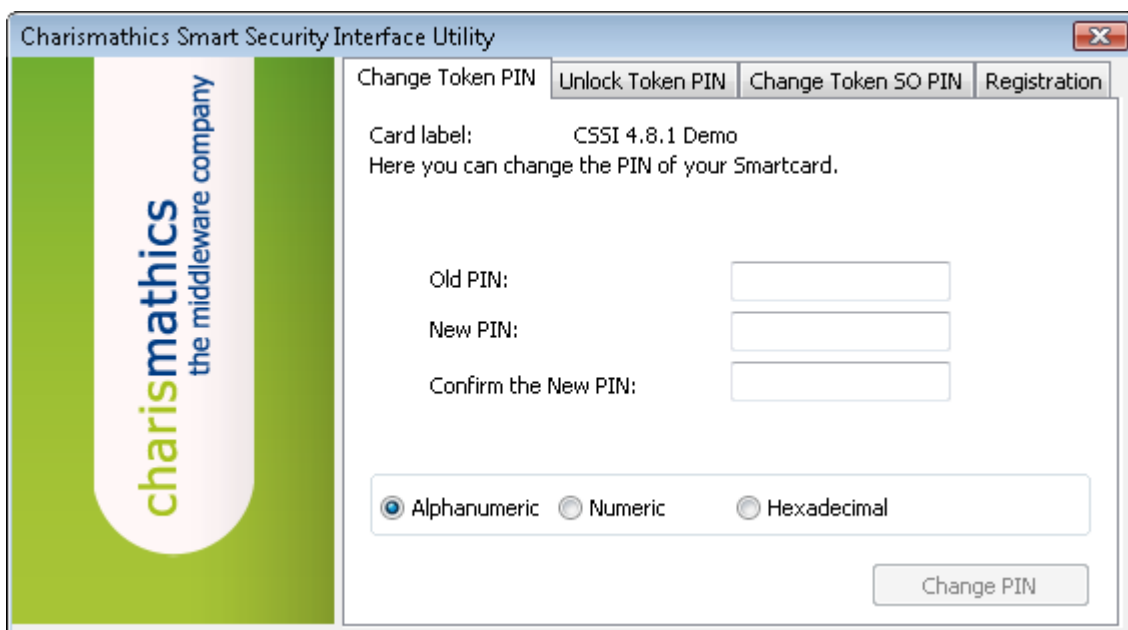 Charismathics Smart Security Interface Utility
charismathics
the middleware company
Change Token PIN Unlock Token PIN Change Token SO PIN Registration
Card label: CSSI 4.8.1 Demo
Here you can change the PIN of your Smartcard.
Old PIN:
New PIN:
Confirm the New PIN:
Alphanumeric Numeric Hexadecimal
Change PIN